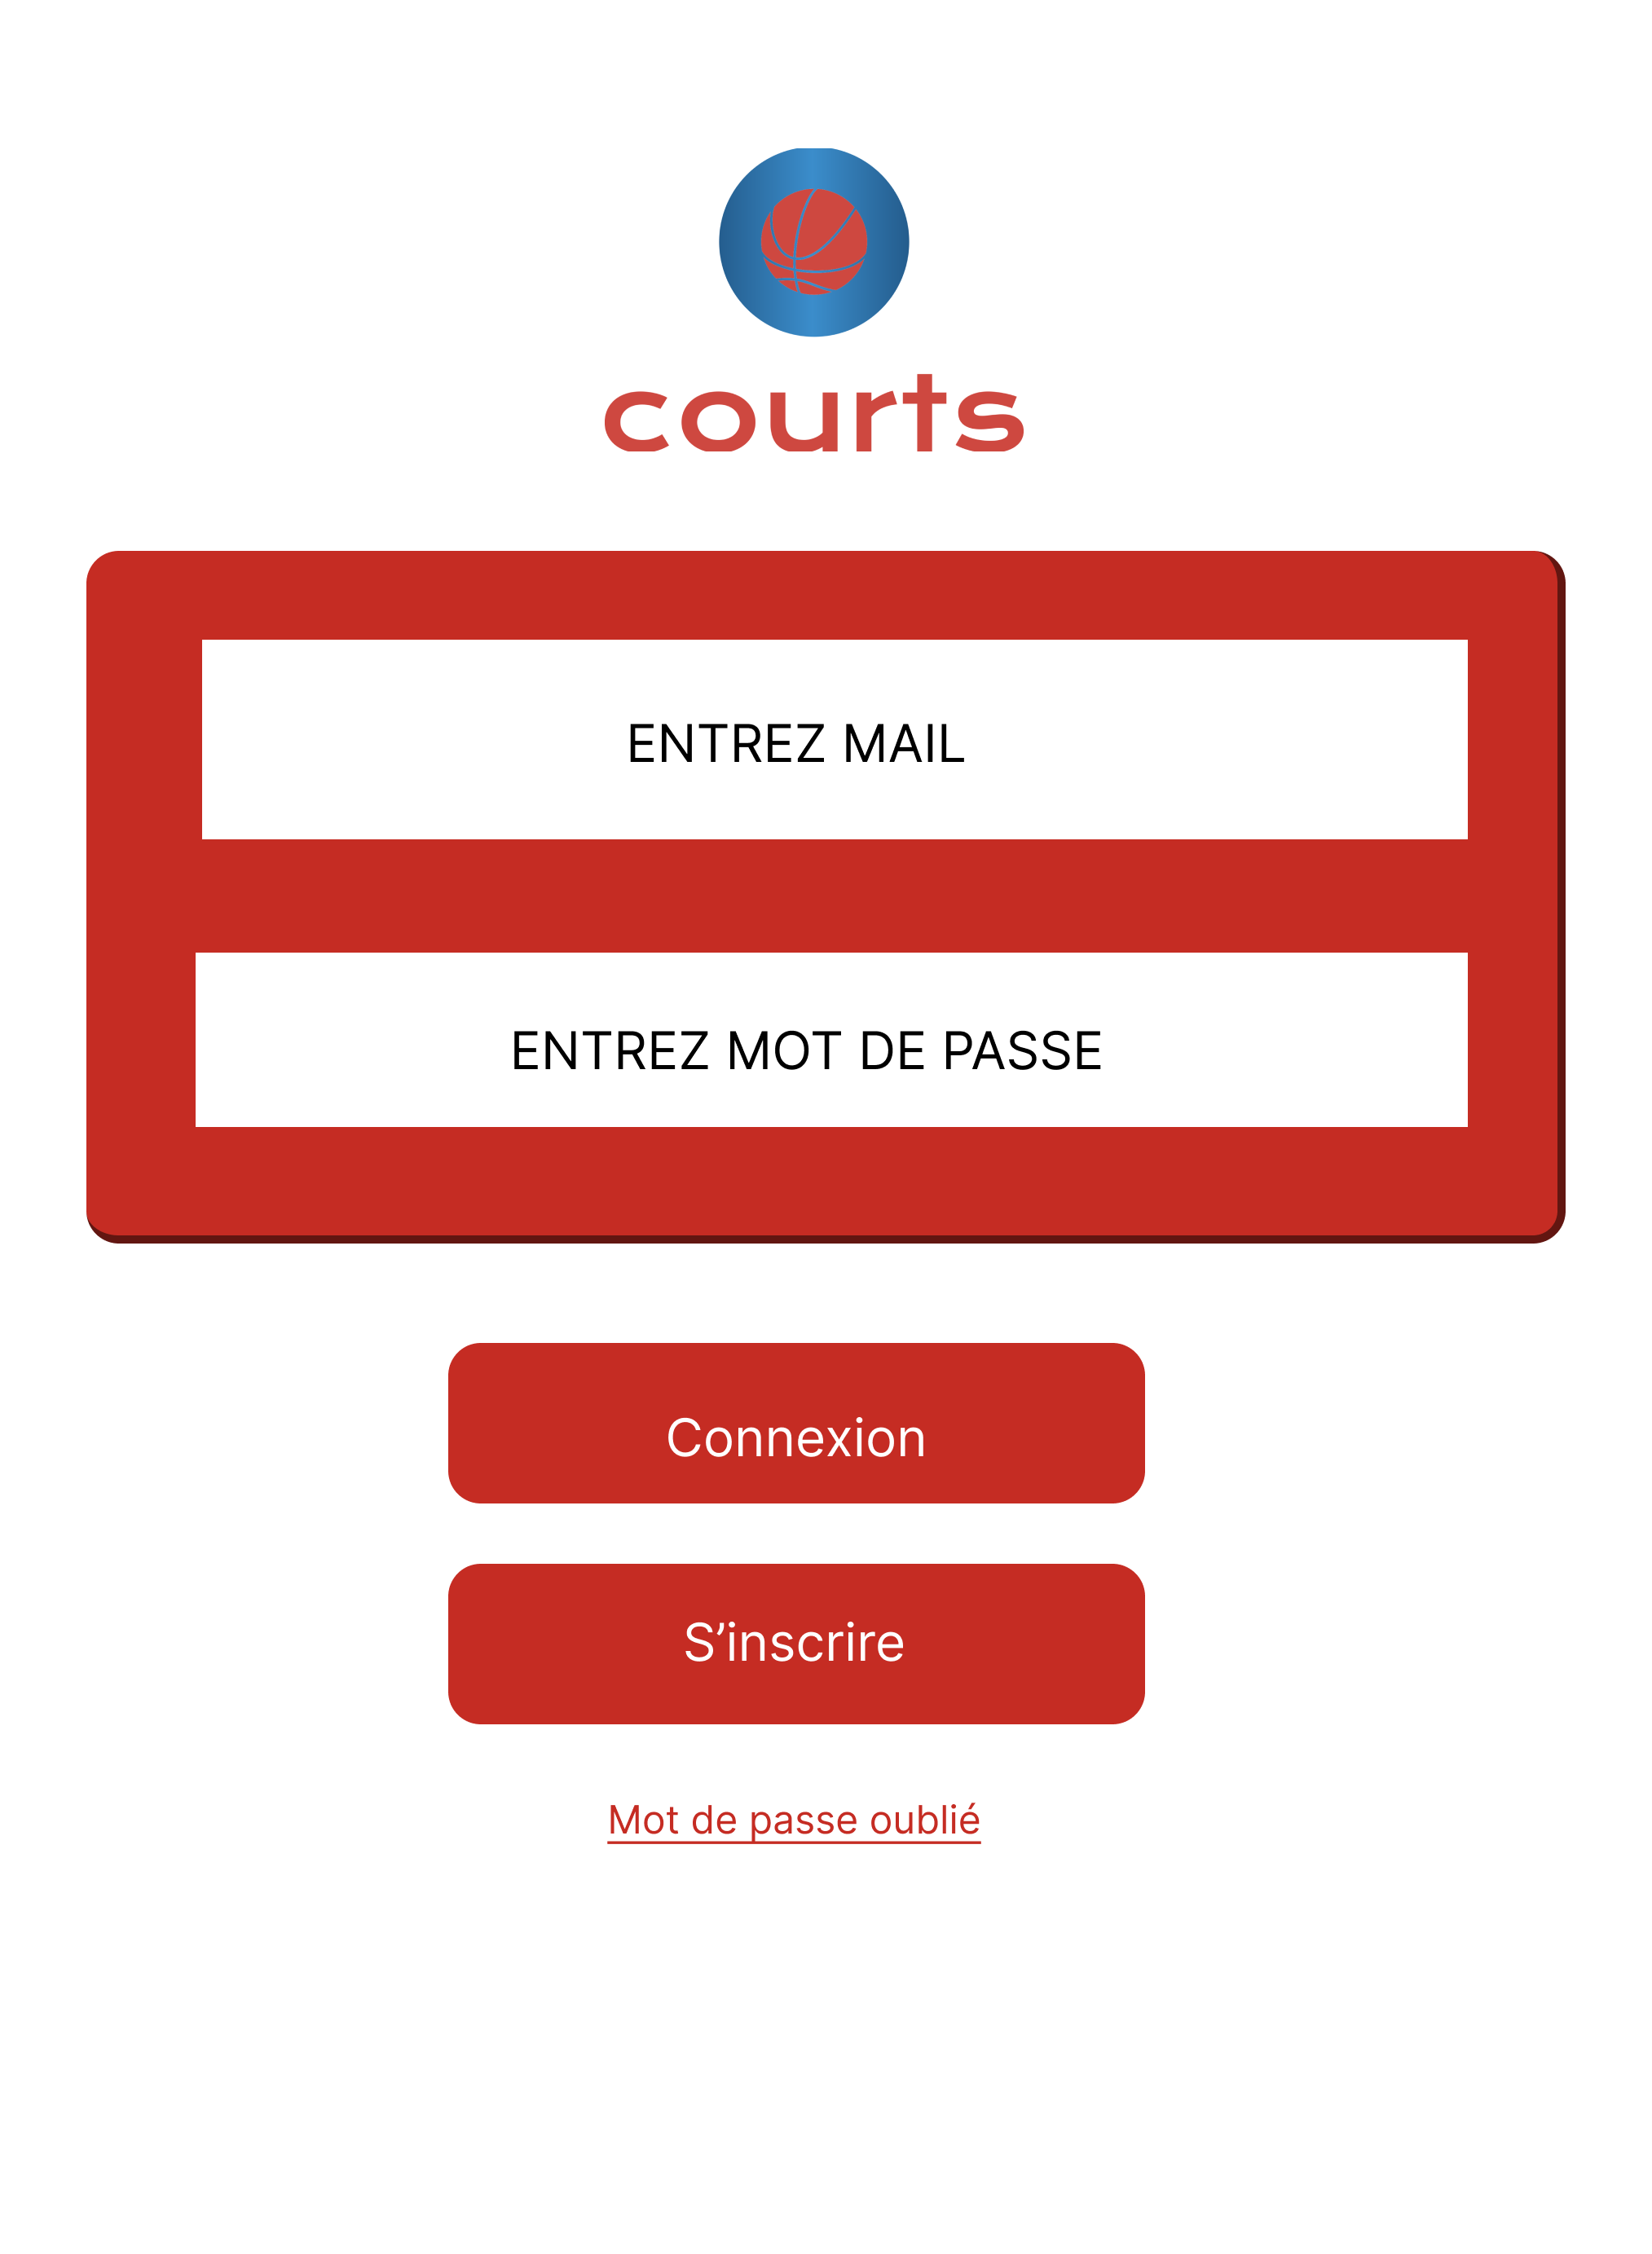 courts
ENTREZ MAIL
ENTREZ MOT DE PASSE
Connexion
S’inscrire
Mot de passe oublié